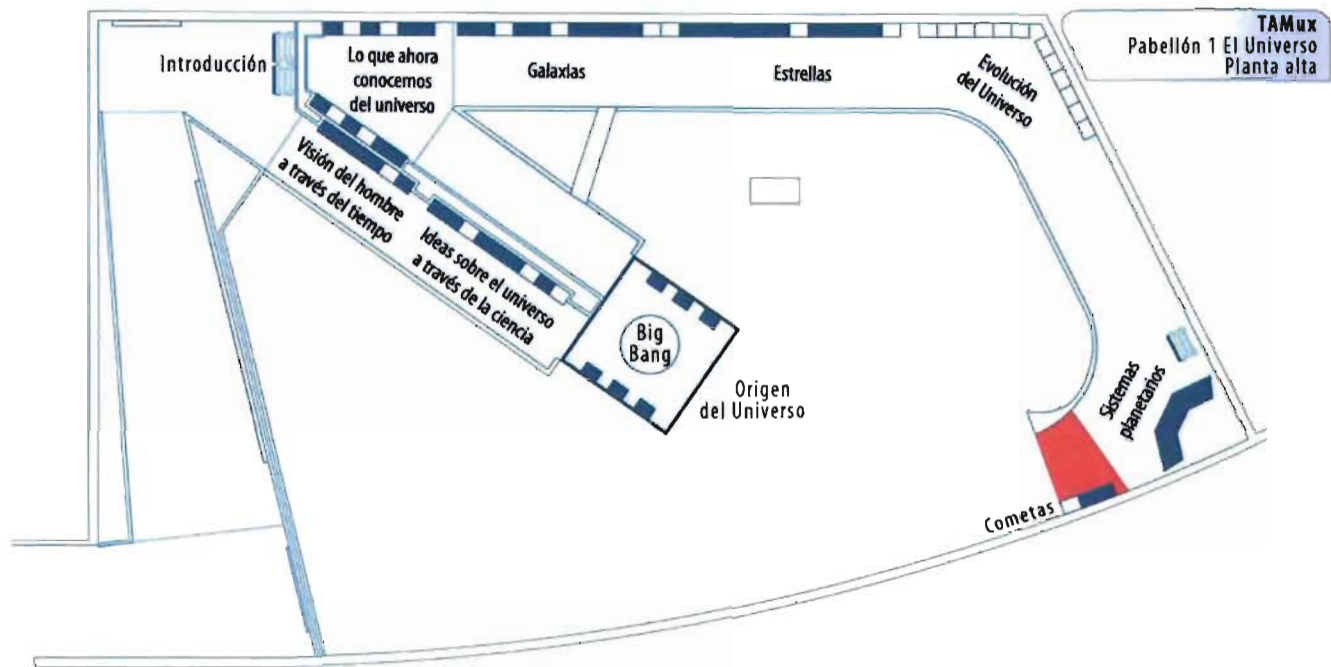 TAMux
Pabellón 1 El Universo
Planta alta
Introducción
Lo que ahora
conocemos
del universo
Galaxias
Estrellas
Evolución
del Universo
Visión del hombre
a través del tiempo
Ideas sobre el universo
a través de la ciencia
Big
Bang
Origen
del Universo
Sistemas
planetarios
Cometas